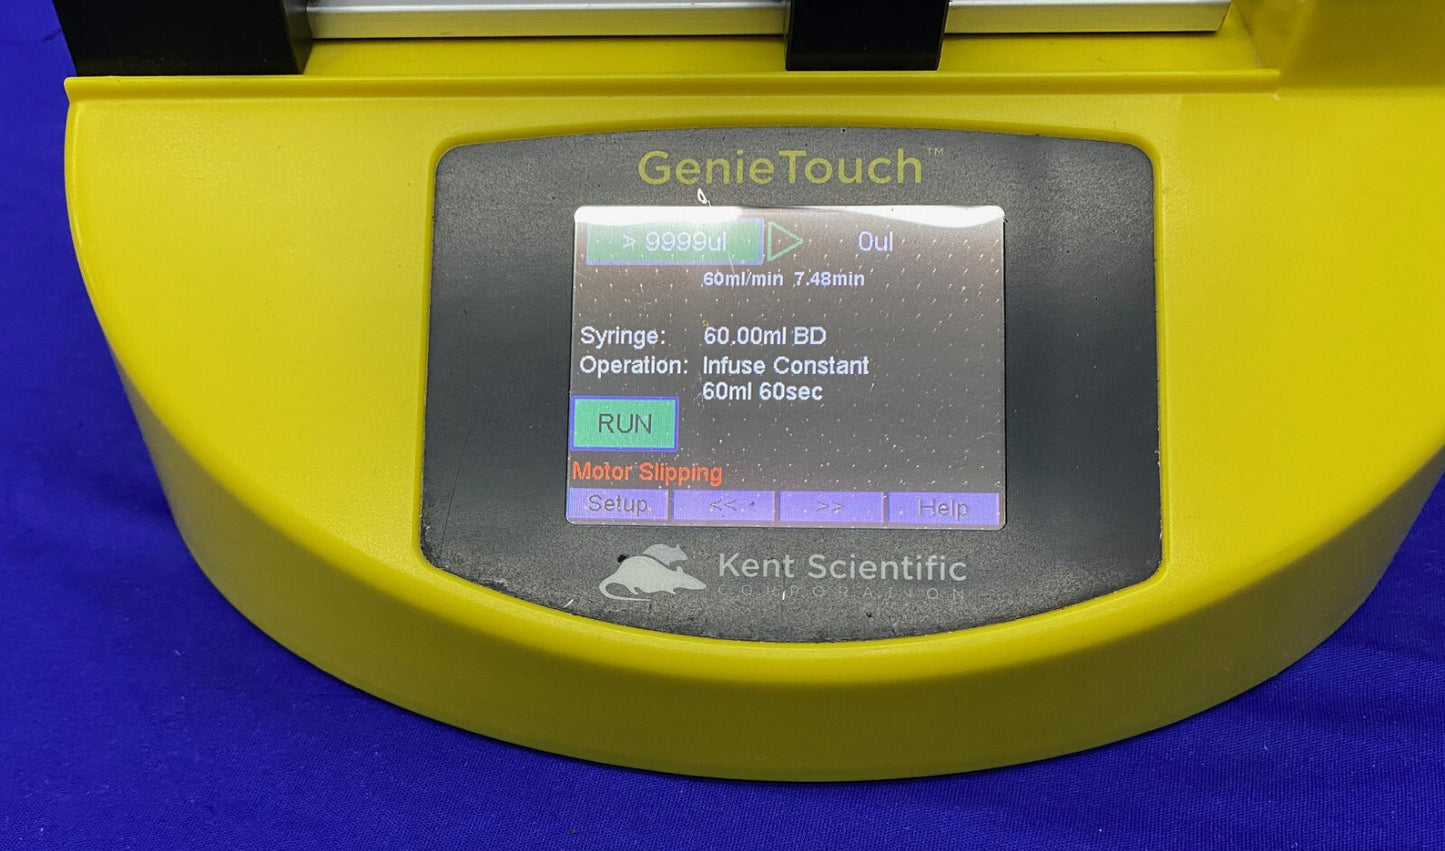 GenieTouch™
> 9999ul 0ul
60ml/min 7.48min
Syringe: 60.00ml BD
Operation: Infuse Constant
60ml 60sec
RUN
Motor Slipping
Setup << >> Help
Kent Scientific
CORPORATION